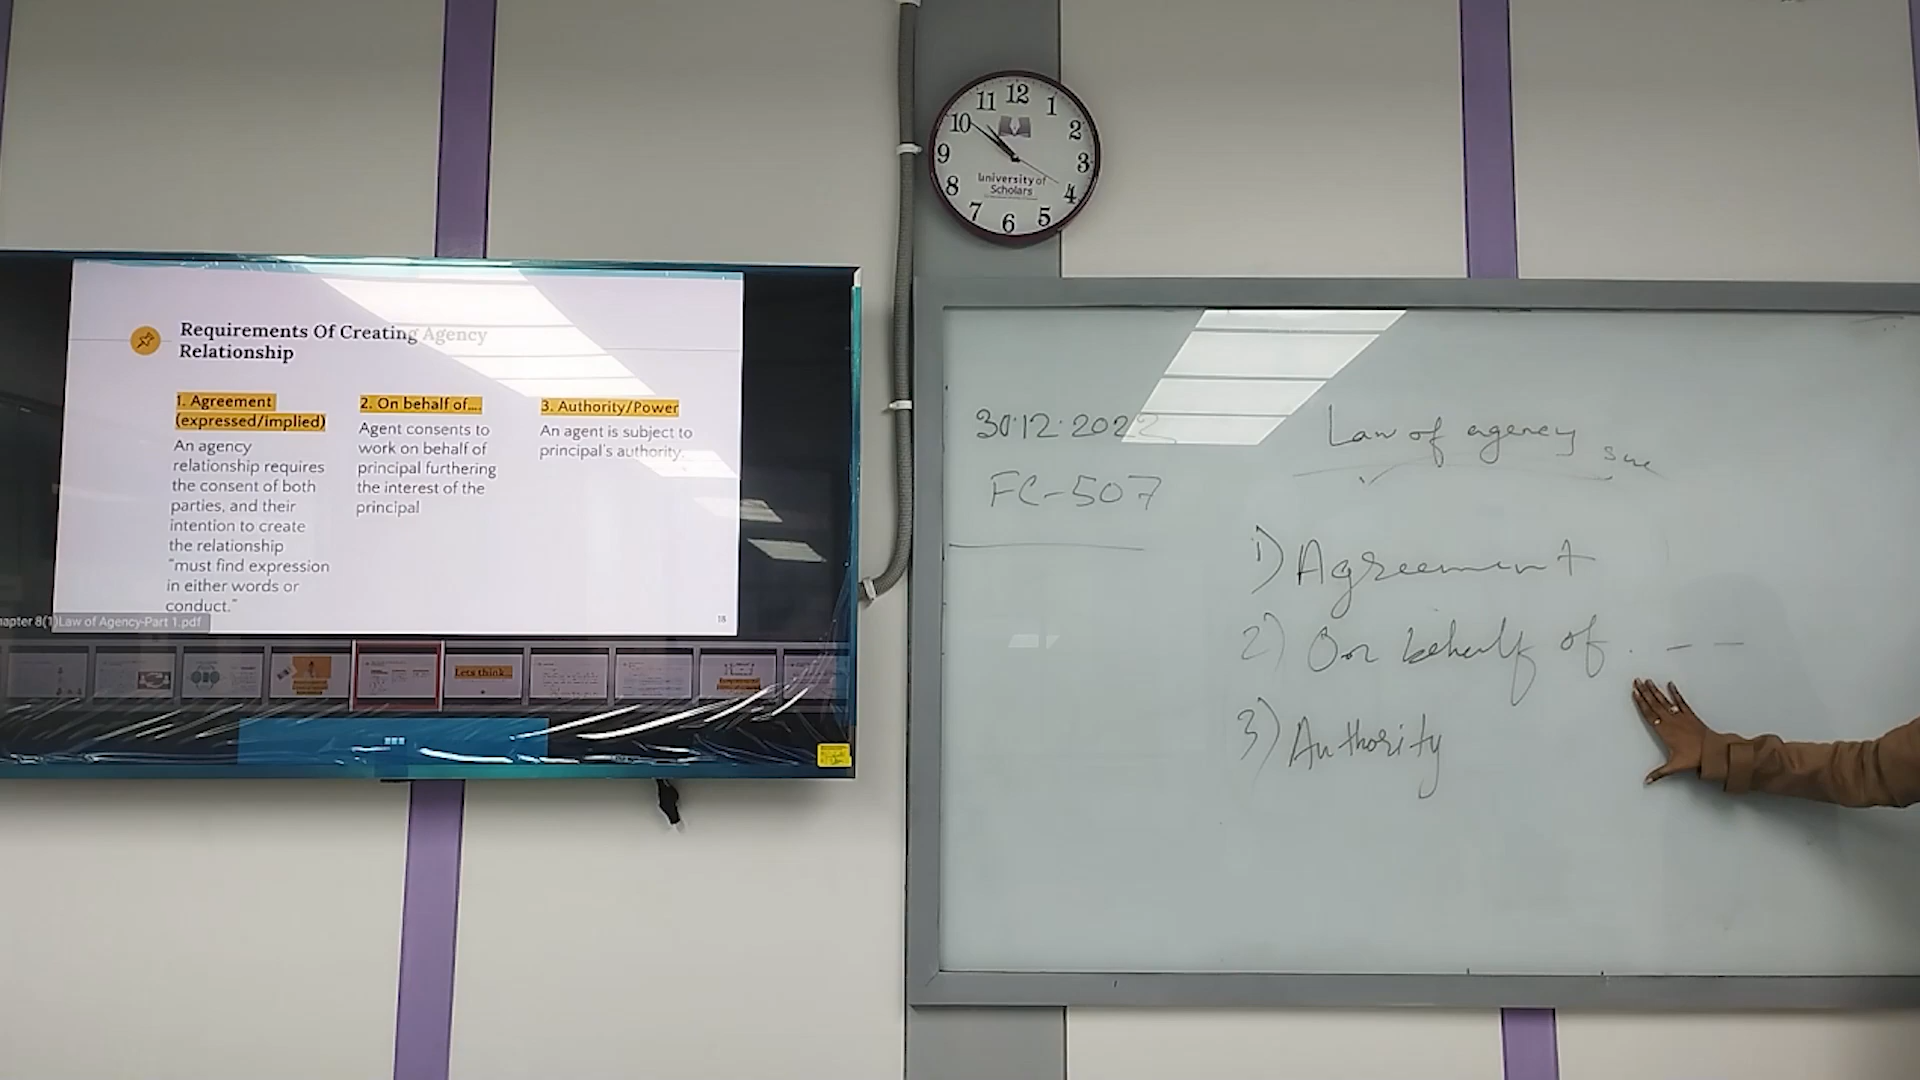 Requirements Of Creating Agency
Relationship
1. Agreement
(expressed/implied)
An agency
relationship requires
the consent of both
parties, and their
intention to create
the relationship
"must find expression
in either words or
conduct."
2. On behalf of....
Agent consents to
work on behalf of
principal furthering
the interest of the
principal
3. Authority/Power
An agent is subject to
principal's authority.
18
hapter 8(1)Law of Agency-Part 1.pdf
Lets think...
12
1
2
3
4
5
6
7
8
9
10
11
University of
Scholars
30.12.2022
FC-507
Law of agency
1) Agreement
2) On behalf of . - -
3) Authority